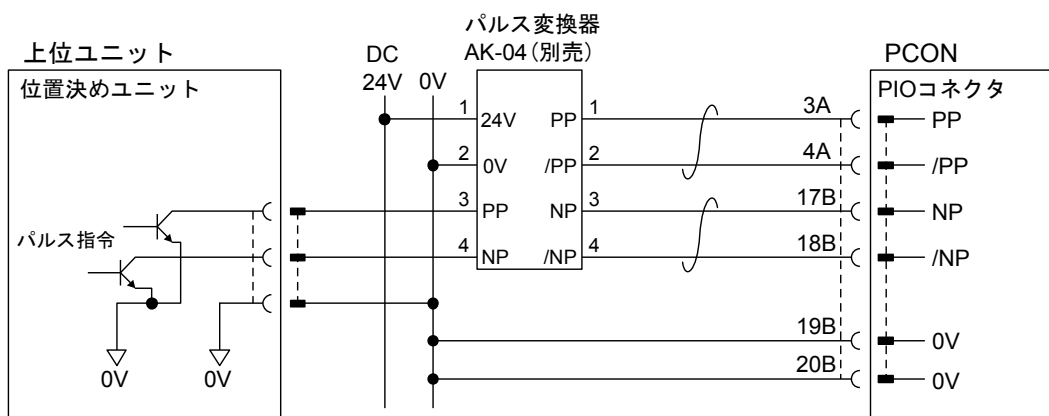 上位ユニット
位置決めユニット
パルス指令
0V
0V
DC
24V
0V
パルス変換器
AK-04(別売)
1
24V
PP
1
2
0V
/PP
2
3
PP
NP
3
4
NP
/NP
4
PCON
PIOコネクタ
3A
PP
4A
/PP
17B
NP
18B
/NP
19B
0V
20B
0V